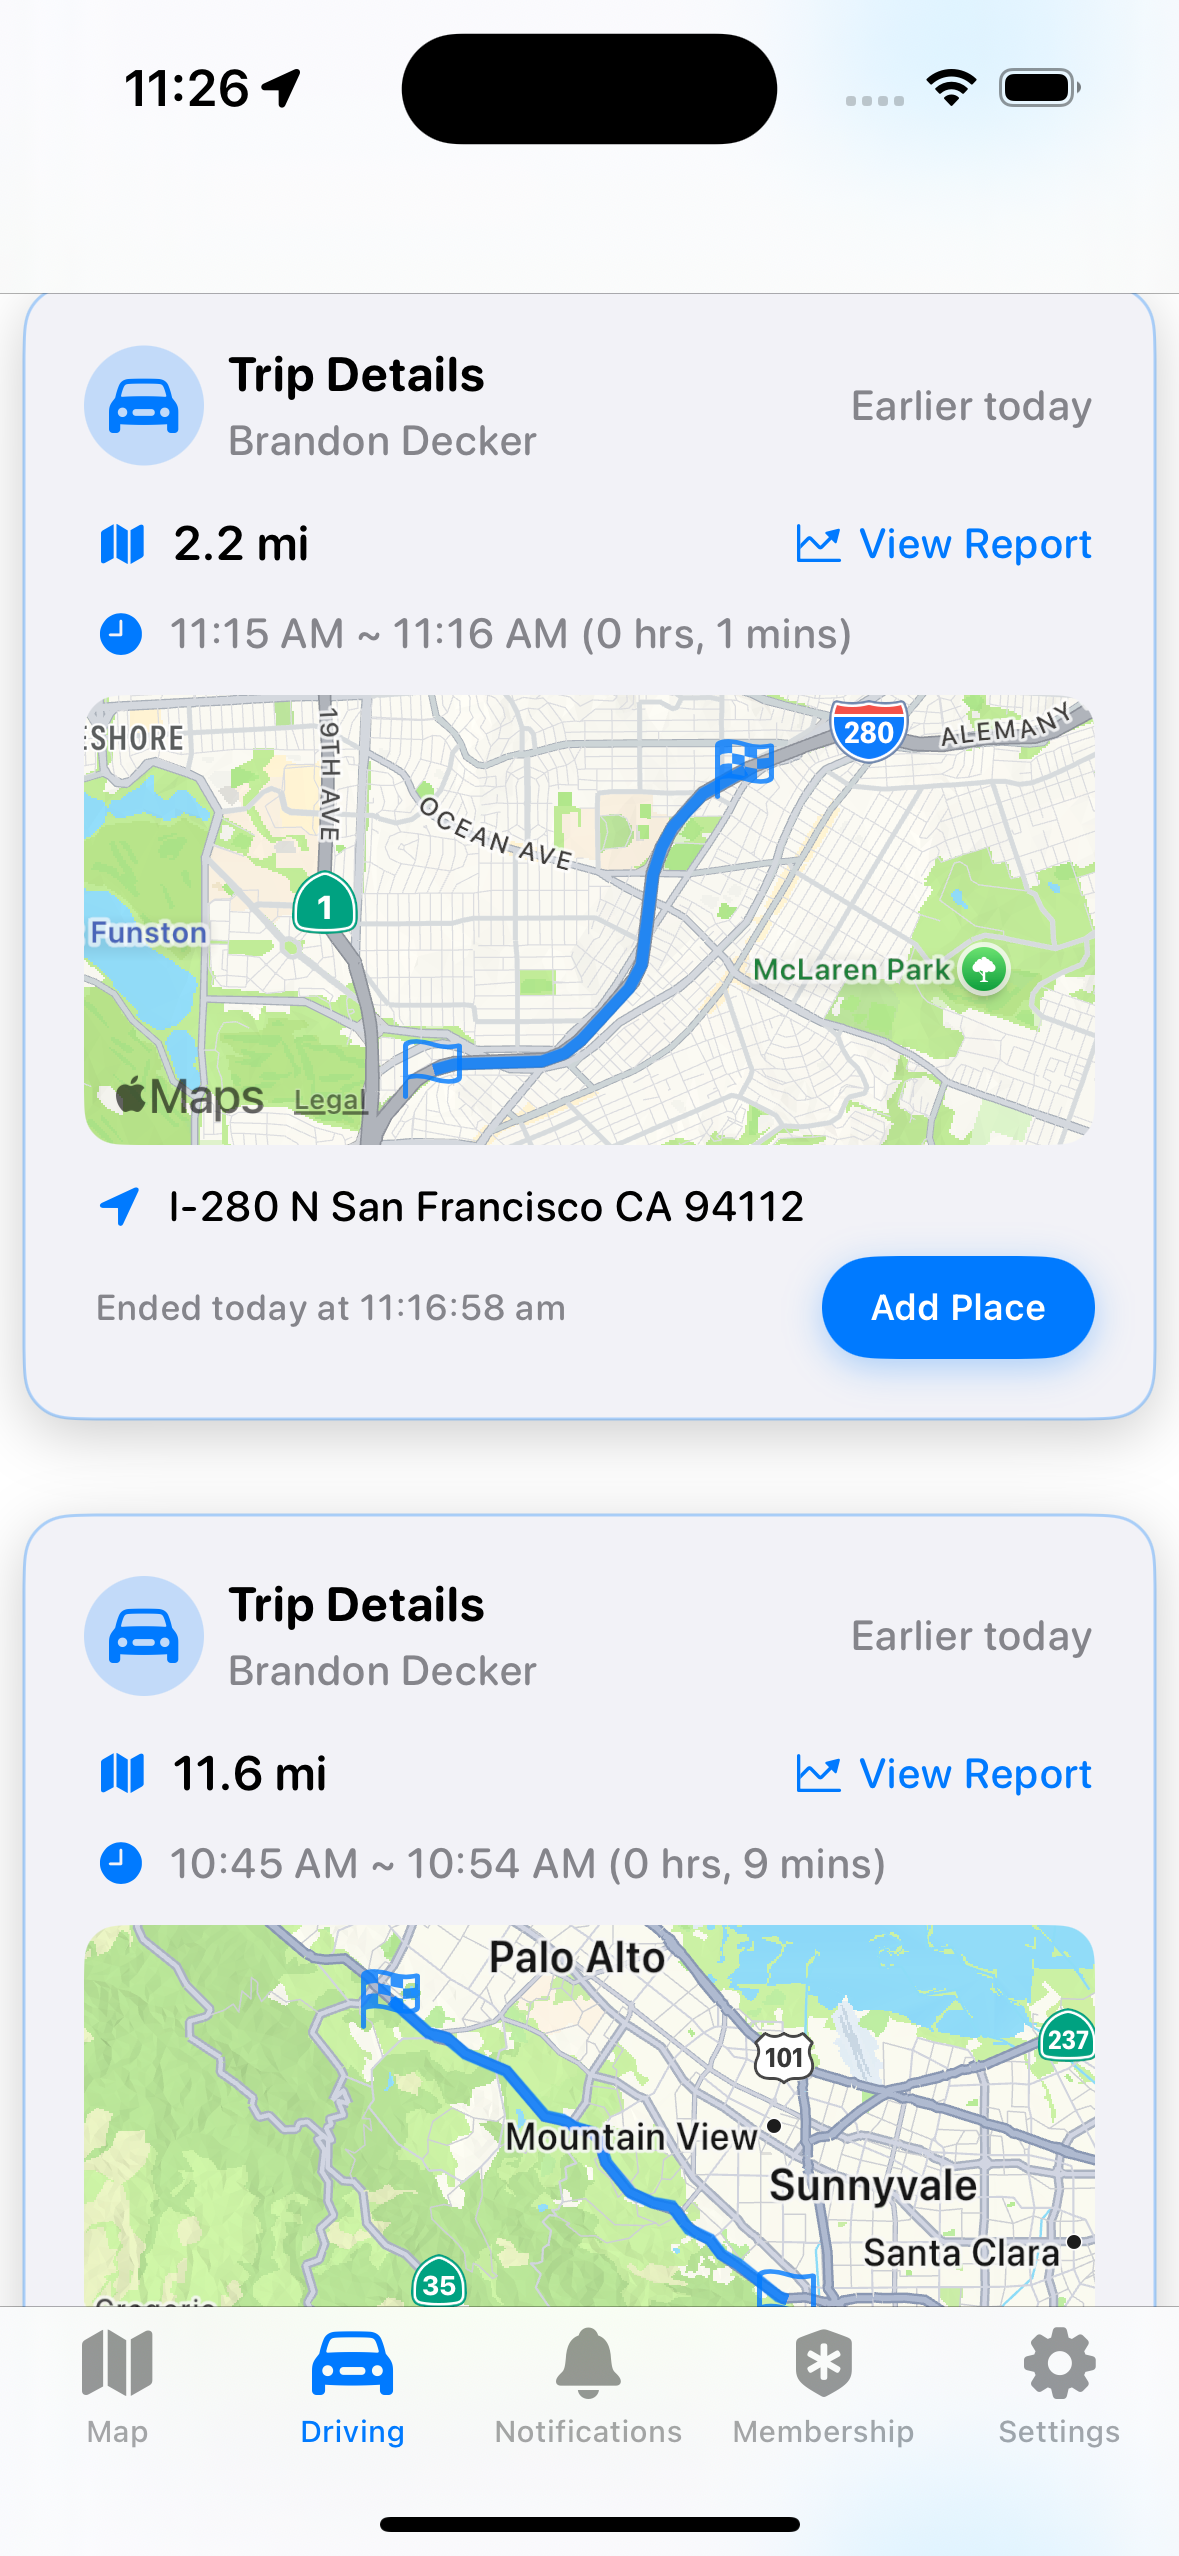 11:26
Trip Details
Brandon Decker
Earlier today
2.2 mi
View Report
11:15 AM ~ 11:16 AM (0 hrs, 1 mins)
19TH AVE
280
ALEMANY
OCEAN AVE
1
Funston
McLaren Park
Maps
Legal
I-280 N San Francisco CA 94112
Ended today at 11:16:58 am
Add Place
Trip Details
Brandon Decker
Earlier today
11.6 mi
View Report
10:45 AM ~ 10:54 AM (0 hrs, 9 mins)
Palo Alto
101
237
Mountain View
Sunnyvale
Santa Clara
35
Map
Driving
Notifications
Membership
Settings